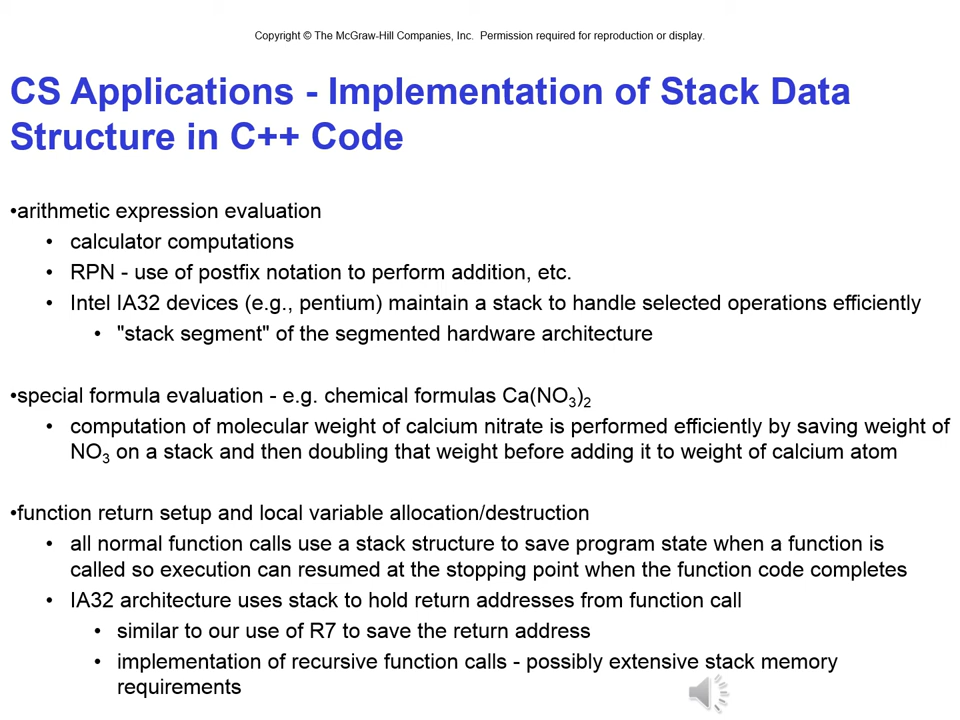 Copyright © The McGraw-Hill Companies, Inc.  Permission required for reproduction or display.
CS Applications - Implementation of Stack Data
Structure in C++ Code
•arithmetic expression evaluation
• calculator computations
• RPN - use of postfix notation to perform addition, etc.
• Intel IA32 devices (e.g., pentium) maintain a stack to handle selected operations efficiently
• "stack segment" of the segmented hardware architecture
•special formula evaluation - e.g. chemical formulas Ca(NO₃)₂
• computation of molecular weight of calcium nitrate is performed efficiently by saving weight of
NO₃ on a stack and then doubling that weight before adding it to weight of calcium atom
•function return setup and local variable allocation/destruction
• all normal function calls use a stack structure to save program state when a function is
called so execution can resumed at the stopping point when the function code completes
• IA32 architecture uses stack to hold return addresses from function call
• similar to our use of R7 to save the return address
• implementation of recursive function calls - possibly extensive stack memory
requirements